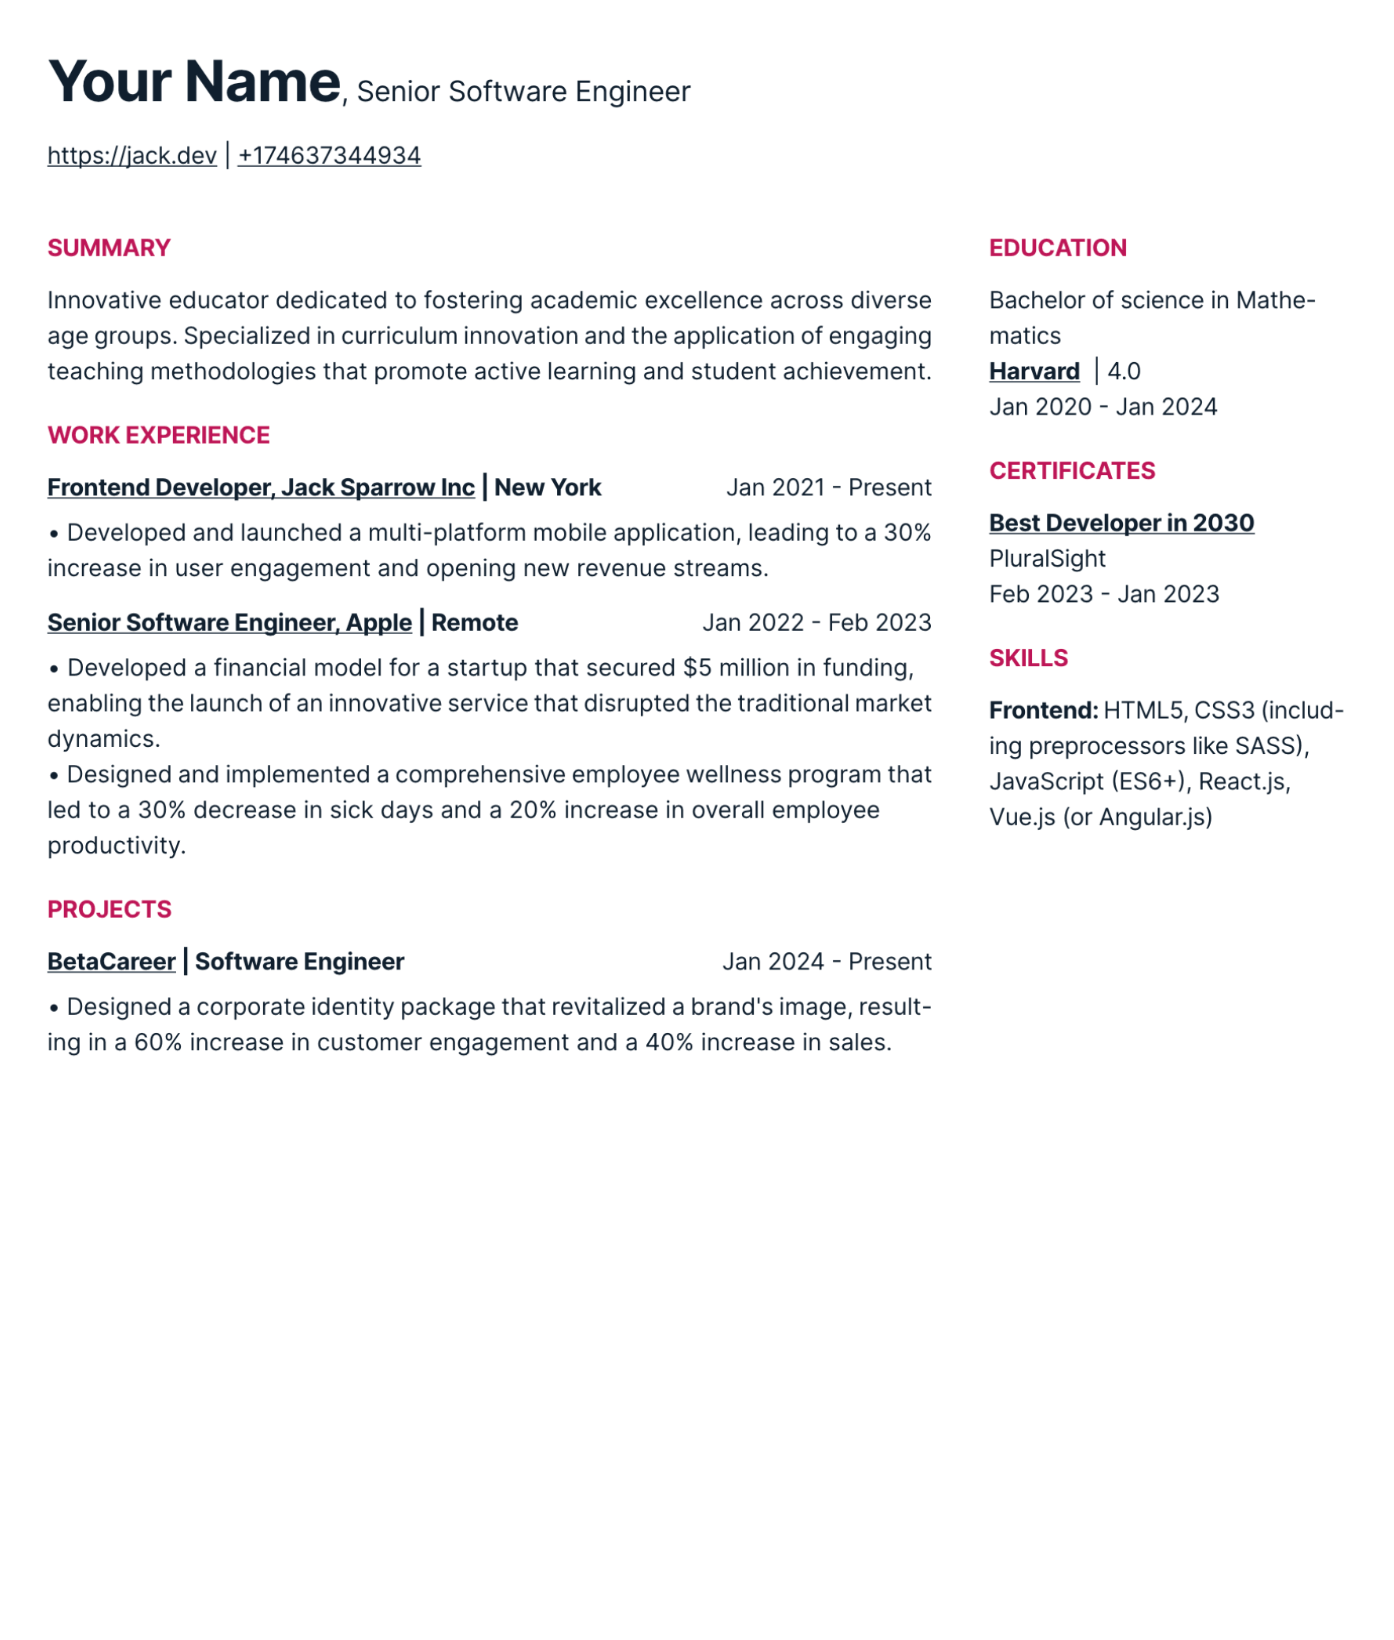 Your Name, Senior Software Engineer
https://jack.dev | +174637344934
SUMMARY
Innovative educator dedicated to fostering academic excellence across diverse
age groups. Specialized in curriculum innovation and the application of engaging
teaching methodologies that promote active learning and student achievement.
WORK EXPERIENCE
Frontend Developer, Jack Sparrow Inc | New York Jan 2021 - Present
• Developed and launched a multi-platform mobile application, leading to a 30%
increase in user engagement and opening new revenue streams.
Senior Software Engineer, Apple | Remote Jan 2022 - Feb 2023
• Developed a financial model for a startup that secured $5 million in funding,
enabling the launch of an innovative service that disrupted the traditional market
dynamics.
• Designed and implemented a comprehensive employee wellness program that
led to a 30% decrease in sick days and a 20% increase in overall employee
productivity.
PROJECTS
BetaCareer | Software Engineer Jan 2024 - Present
• Designed a corporate identity package that revitalized a brand's image, result-
ing in a 60% increase in customer engagement and a 40% increase in sales.
EDUCATION
Bachelor of science in Mathe-
matics
Harvard | 4.0
Jan 2020 - Jan 2024
CERTIFICATES
Best Developer in 2030
PluralSight
Feb 2023 - Jan 2023
SKILLS
Frontend: HTML5, CSS3 (includ-
ing preprocessors like SASS),
JavaScript (ES6+), React.js,
Vue.js (or Angular.js)